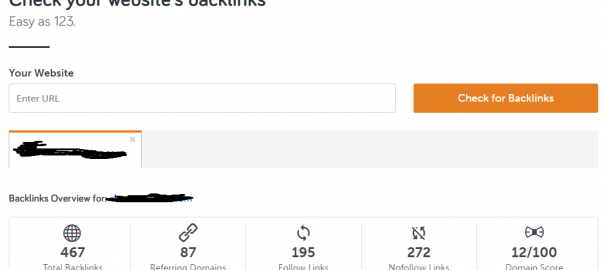 Check your website's backlinks
Easy as 123.
Your Website
Enter URL
Check for Backlinks
×
Backlinks Overview for:
467
87
195
272
12/100
Total Backlinks
Referring Domains
Follow Links
Nofollow Links
Domain Score